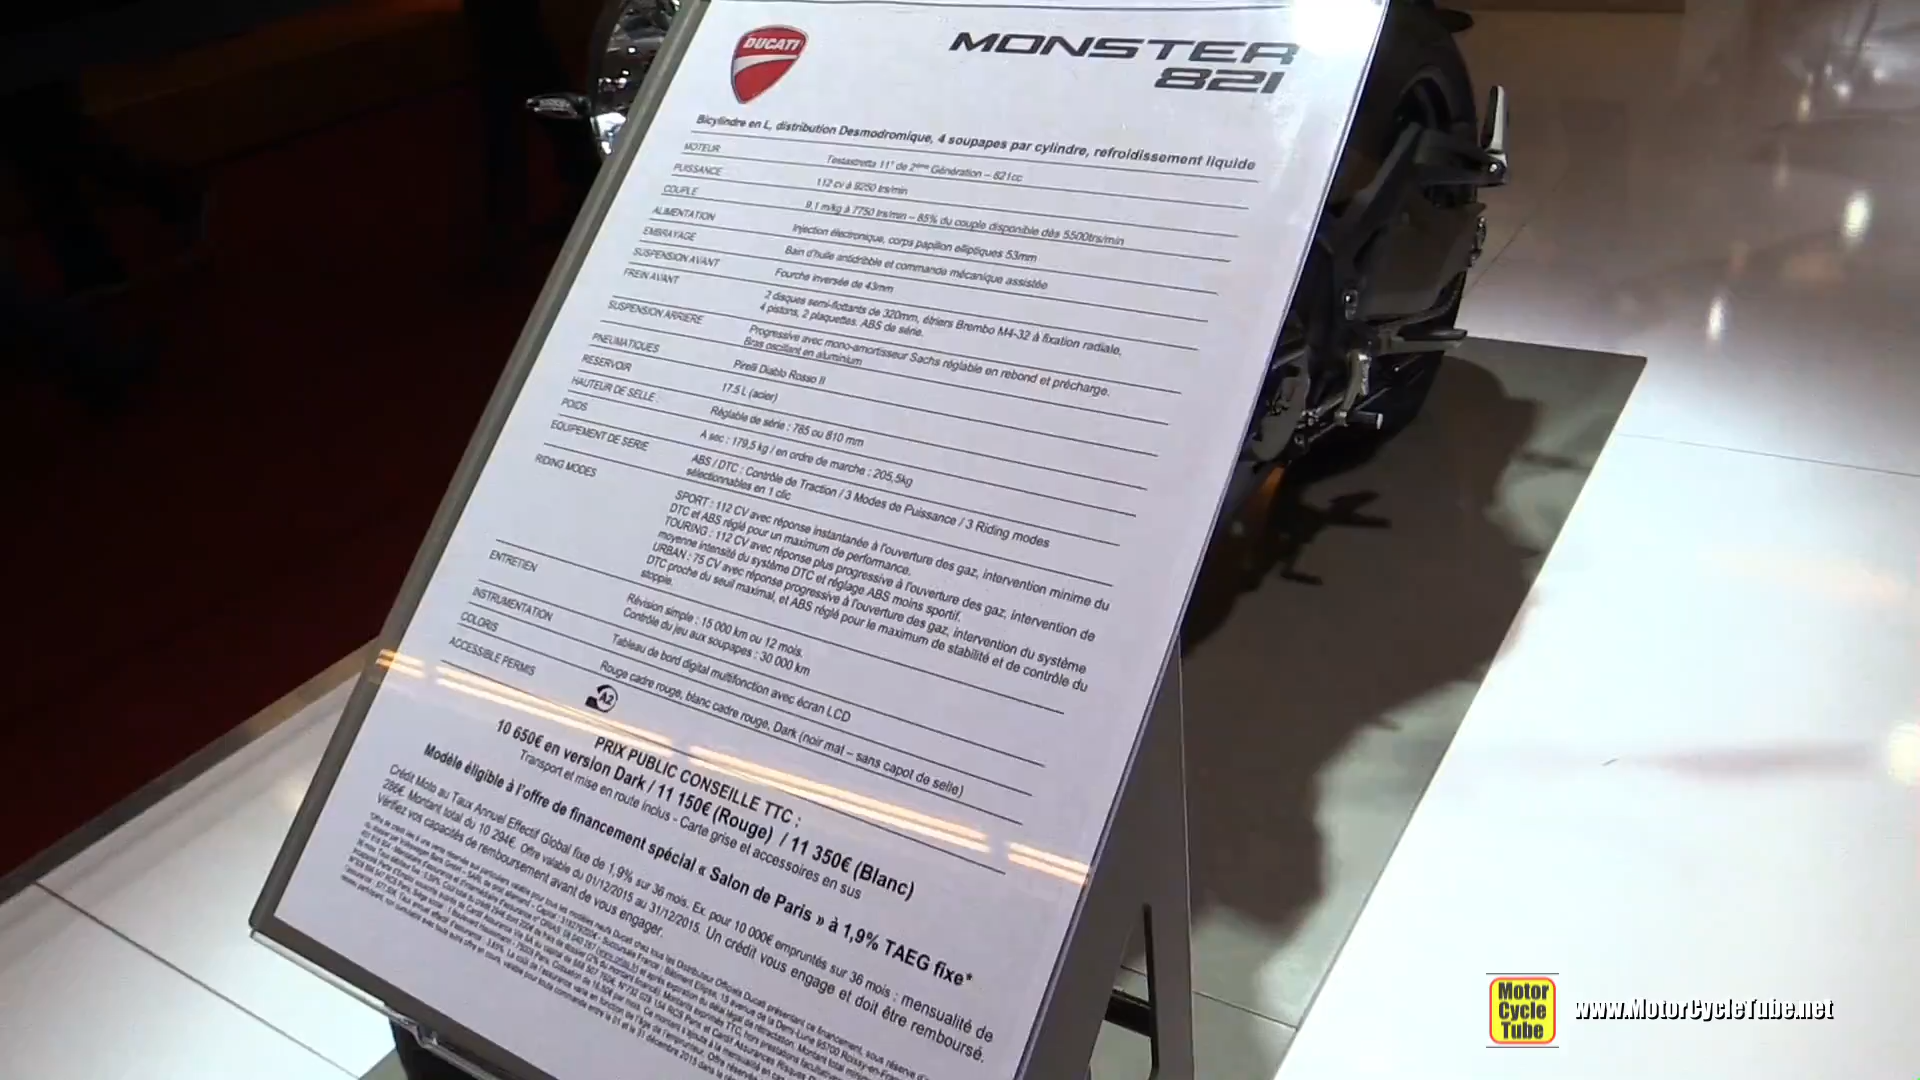 DUCATI
MONSTER
821
Bicylindre en L, distribution Desmodromique, 4 soupapes par cylindre, refroidissement liquide
MOTEUR Testastretta 11° de 2ème Génération – 821cc
PUISSANCE 112 cv à 9250 trs/min
COUPLE 9,1 m/kg à 7750 trs/min – 85% du couple disponible dès 5500trs/min
ALIMENTATION Injection électronique, corps papillon elliptiques 53mm
EMBRAYAGE Bain d'huile antidribble et commande mécanique assistée
SUSPENSION AVANT Fourche inversée de 43mm
FREIN AVANT 2 disques semi-flottants de 320mm, étriers Brembo M4-32 à fixation radiale,
4 pistons, 2 plaquettes. ABS de série.
SUSPENSION ARRIERE Progressive avec mono-amortisseur Sachs réglable en rebond et précharge.
Bras oscillant en aluminium
PNEUMATIQUES Pirelli Diablo Rosso II
RESERVOIR 17.5 L (acier)
HAUTEUR DE SELLE Réglable de série : 785 ou 810 mm
POIDS A sec : 179,5 kg / en ordre de marche : 205,5kg
EQUIPEMENT DE SERIE ABS / DTC : Contrôle de Traction / 3 Modes de Puissance / 3 Riding modes
sélectionnables en 1 clic
RIDING MODES SPORT : 112 CV avec réponse instantanée à l'ouverture des gaz, intervention minime du
DTC et ABS réglé pour un maximum de performance.
TOURING : 112 CV avec réponse plus progressive à l'ouverture des gaz, intervention de
moyenne intensité du système DTC et réglage ABS moins sportif.
URBAN : 75 CV avec réponse progressive à l'ouverture des gaz, intervention du système
DTC proche du seuil maximal, et ABS réglé pour le maximum de stabilité et de contrôle du
stoppie.
ENTRETIEN Révision simple : 15 000 km ou 12 mois.
Contrôle du jeu aux soupapes : 30 000 km
INSTRUMENTATION Tableau de bord digital multifonction avec écran LCD
COLORIS Rouge cadre rouge, blanc cadre rouge, Dark (noir mat – sans capot de selle)
ACCESSIBLE PERMIS A2
PRIX PUBLIC CONSEILLE TTC :
10 650€ en version Dark / 11 150€ (Rouge) / 11 350€ (Blanc)
Transport et mise en route inclus - Carte grise et accessoires en sus
Modèle éligible à l'offre de financement spécial « Salon de Paris » à 1,9% TAEG fixe*
Crédit Moto au Taux Annuel Effectif Global fixe de 1,9% sur 36 mois. Ex. pour 10 000€ empruntés sur 36 mois : mensualité de
286€. Montant total dû 10 294€. Offre valable du 01/12/2015 au 31/12/2015. Un crédit vous engage et doit être remboursé.
Vérifiez vos capacités de remboursement avant de vous engager.
Motor
Cycle
Tube
www.MotorCycleTube.net